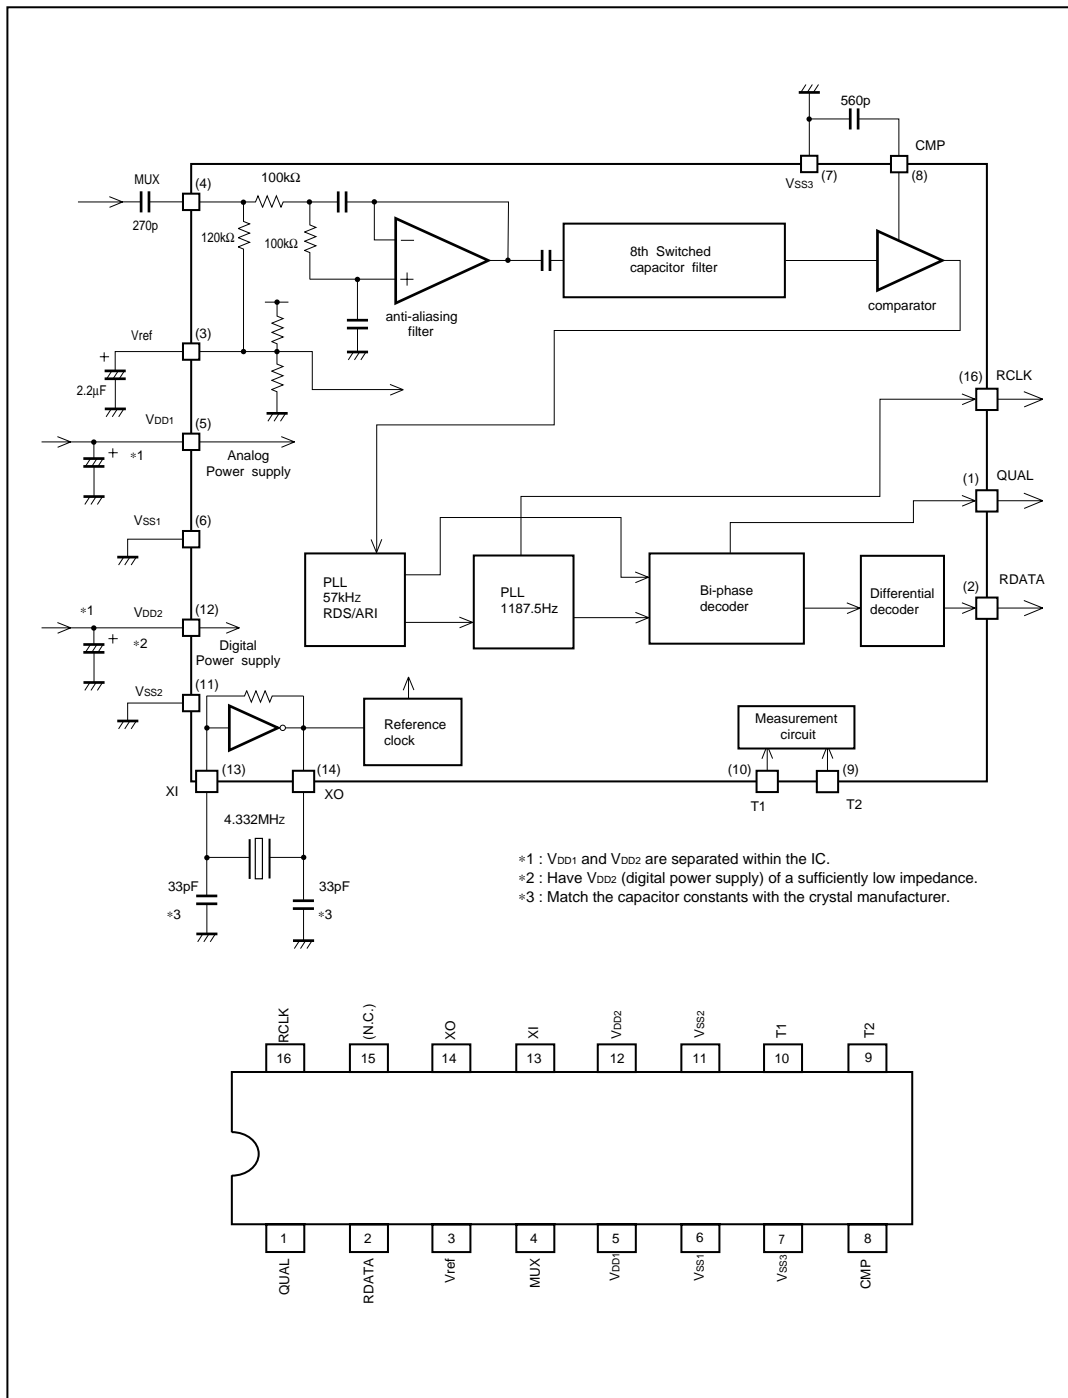 560p
CMP
MUX
(4)
100kΩ
VSS3
(7)
(8)
270p
120kΩ
100kΩ
−
+
8th Switched
capacitor filter
comparator
anti-aliasing
filter
Vref
(3)
+
2.2μF
(16)
RCLK
VDD1
(5)
+
*1
Analog
Power supply
(1)
QUAL
VSS1
(6)
PLL
57kHz
RDS/ARI
PLL
1187.5Hz
Bi-phase
decoder
Differential
decoder
(2)
RDATA
*1
VDD2
(12)
+
*2
Digital
Power supply
VSS2
(11)
Reference
clock
Measurement
circuit
XI
(13)
(14)
XO
(10)
(9)
T1
T2
4.332MHz
33pF
*3
33pF
*3
*1 : VDD1 and VDD2 are separated within the IC.
*2 : Have VDD2 (digital power supply) of a sufficiently low impedance.
*3 : Match the capacitor constants with the crystal manufacturer.
RCLK
(N.C.)
XO
XI
VDD2
VSS2
T1
T2
16
15
14
13
12
11
10
9
1
2
3
4
5
6
7
8
QUAL
RDATA
Vref
MUX
VDD1
VSS1
VSS3
CMP